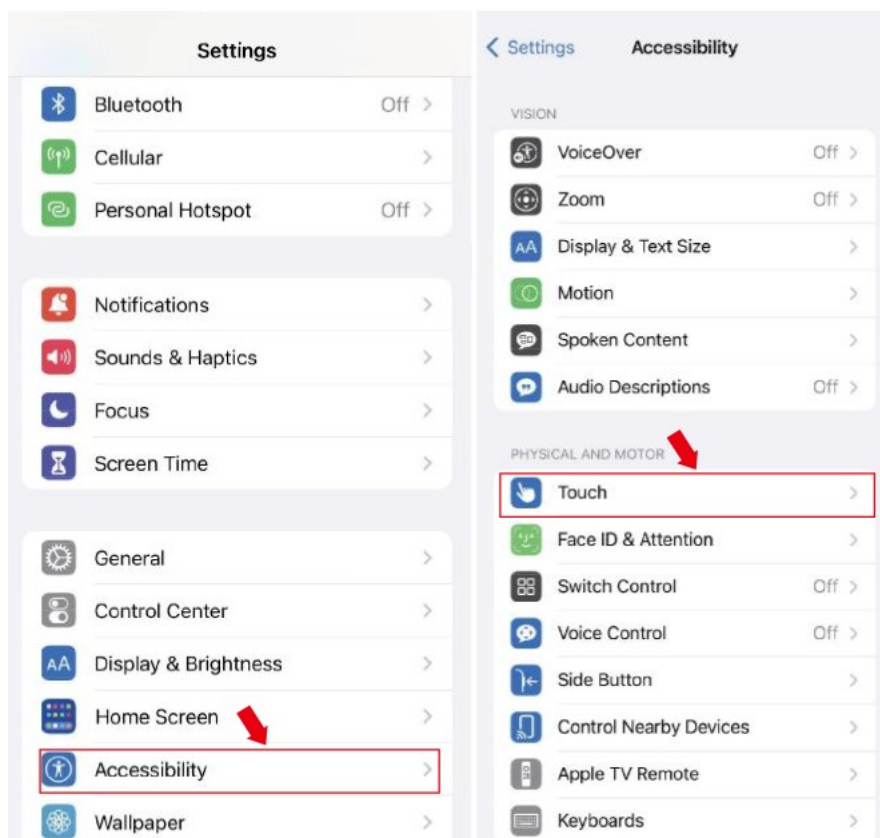 Settings
Bluetooth Off
Cellular
Personal Hotspot Off
Notifications
Sounds & Haptics
Focus
Screen Time
General
Control Center
AA Display & Brightness
Home Screen
Accessibility
Wallpaper
Settings Accessibility
VISION
VoiceOver Off
Zoom Off
AA Display & Text Size
Motion
Spoken Content
Audio Descriptions Off
PHYSICAL AND MOTOR
Touch
Face ID & Attention
Switch Control Off
Voice Control Off
Side Button
Control Nearby Devices
Apple TV Remote
Keyboards